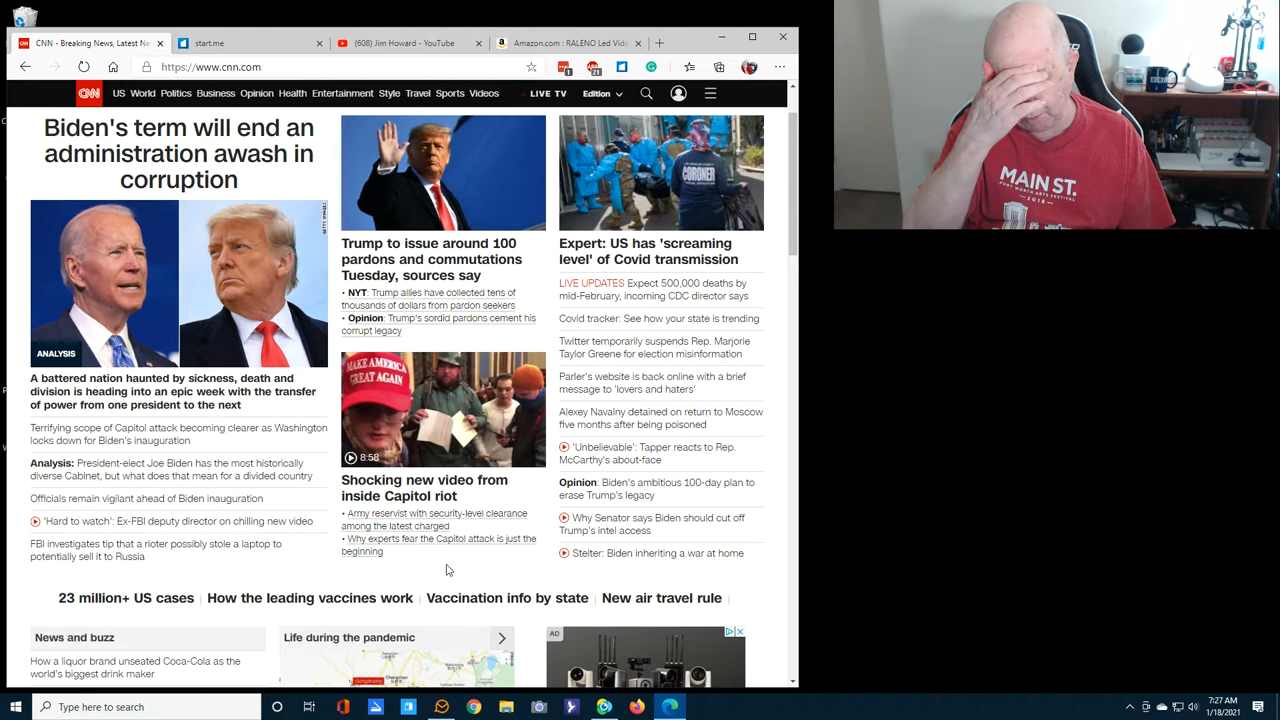 CNN - Breaking News, Latest Ne
start.me
(608) Jim Howard - YouTube
Amazon.com : RALENO Led Vide
https://www.cnn.com
1
21
CNN
US World Politics Business Opinion Health Entertainment Style Travel Sports Videos
LIVE TV
Edition
Biden's term will end an
administration awash in
corruption
GETTY IMAGES
ANALYSIS
A battered nation haunted by sickness, death and
division is heading into an epic week with the transfer
of power from one president to the next
Terrifying scope of Capitol attack becoming clearer as Washington
locks down for Biden's inauguration
Analysis: President-elect Joe Biden has the most historically
diverse Cabinet, but what does that mean for a divided country
Officials remain vigilant ahead of Biden inauguration
'Hard to watch': Ex-FBI deputy director on chilling new video
FBI investigates tip that a rioter possibly stole a laptop to
potentially sell it to Russia
Trump to issue around 100
pardons and commutations
Tuesday, sources say
• NYT: Trump allies have collected tens of
thousands of dollars from pardon seekers
• Opinion: Trump's sordid pardons cement his
corrupt legacy
MAKE AMERICA
GREAT AGAIN
8:58
Shocking new video from
inside Capitol riot
• Army reservist with security-level clearance
among the latest charged
• Why experts fear the Capitol attack is just the
beginning
CORONER
Expert: US has 'screaming
level' of Covid transmission
LIVE UPDATES Expect 500,000 deaths by
mid-February, incoming CDC director says
Covid tracker: See how your state is trending
Twitter temporarily suspends Rep. Marjorie
Taylor Greene for election misinformation
Parler's website is back online with a brief
message to 'lovers and haters'
Alexey Navalny detained on return to Moscow
five months after being poisoned
'Unbelievable': Tapper reacts to Rep.
McCarthy's about-face
Opinion: Biden's ambitious 100-day plan to
erase Trump's legacy
Why Senator says Biden should cut off
Trump's intel access
Stelter: Biden inheriting a war at home
23 million+ US cases
How the leading vaccines work
Vaccination info by state
New air travel rule
News and buzz
How a liquor brand unseated Coca-Cola as the
world's biggest drink maker
Life during the pandemic
AD
MAIN ST.
FORT WORTH ARTS FESTIVAL
2018
Type here to search
7:27 AM
1/18/2021